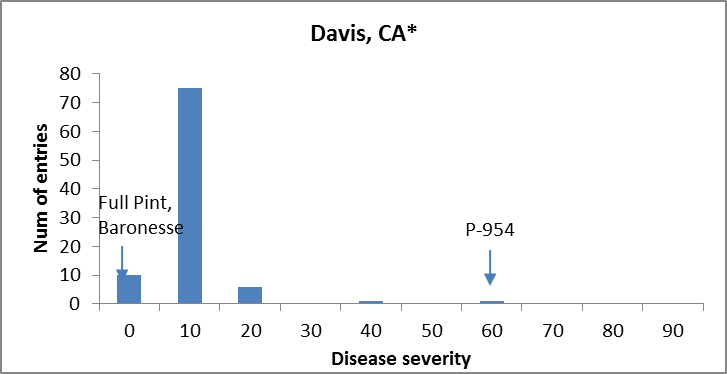 Davis, CA*
80
70
60
50
40
30
20
10
0
Num of entries
Full Pint,
Baronesse
P-954
0 10 20 30 40 50 60 70 80 90
Disease severity